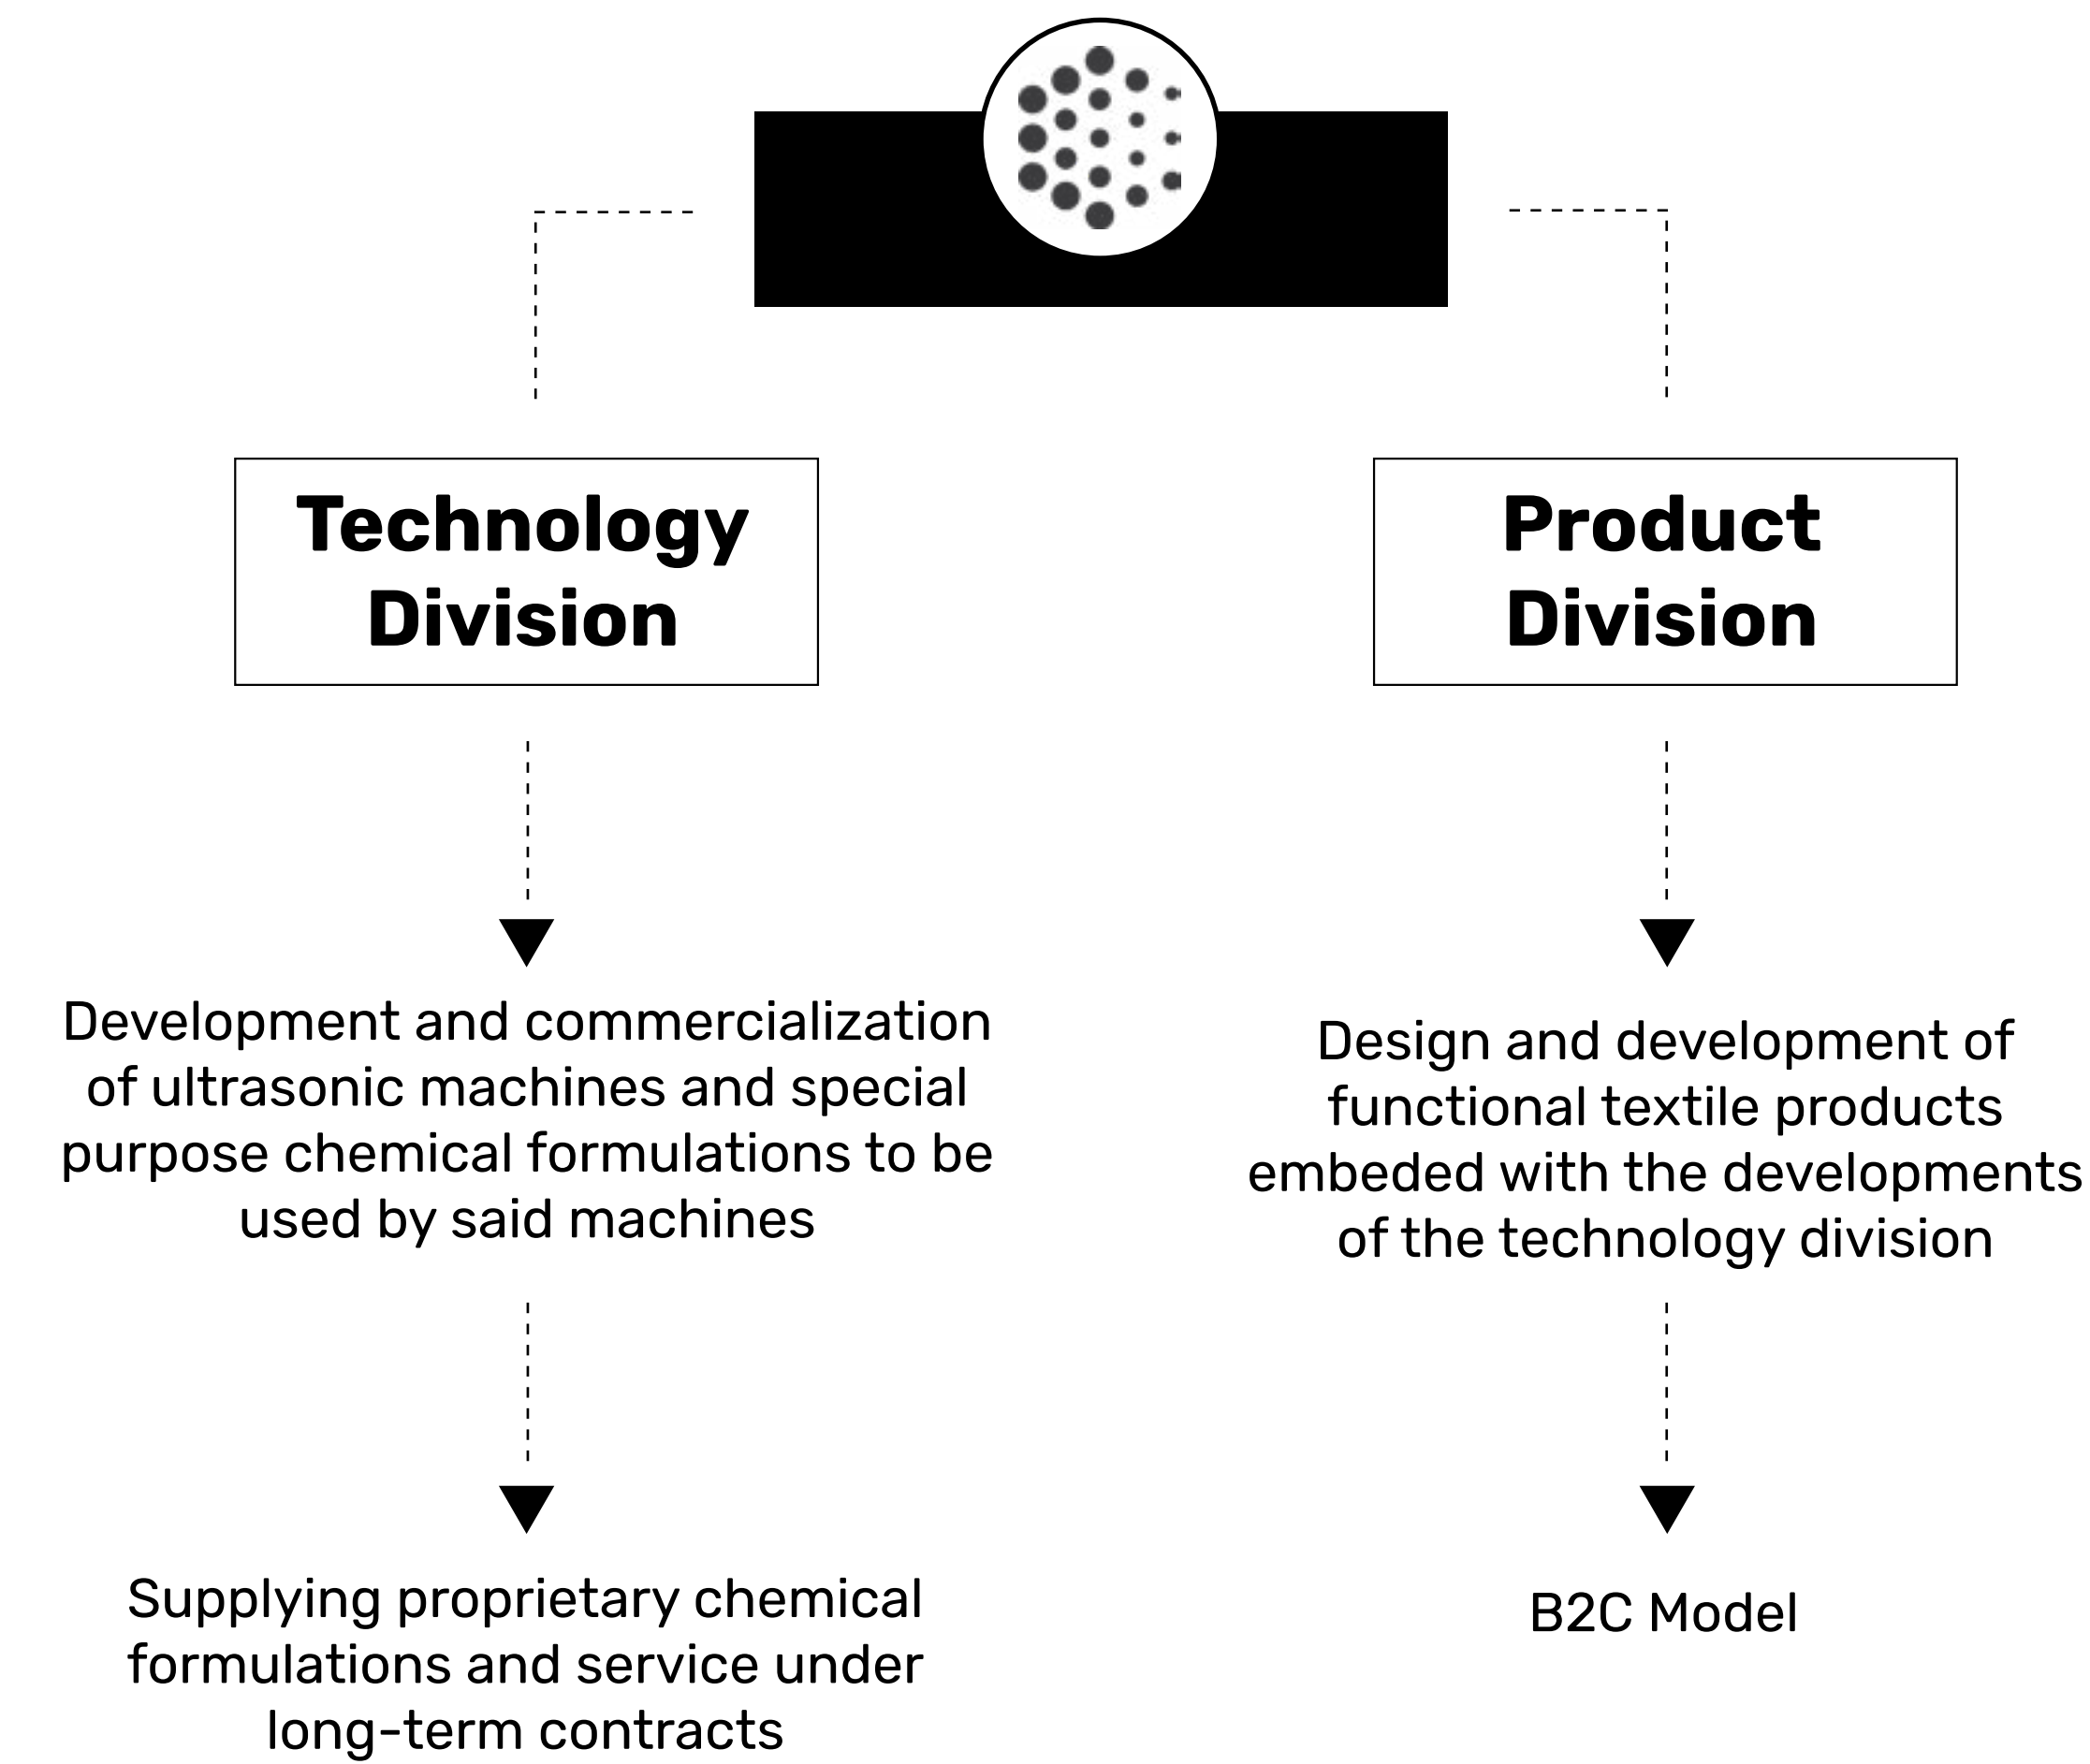 Technology
Division
Development and commercialization
of ultrasonic machines and special
purpose chemical formulations to be
used by said machines
Supplying proprietary chemical
formulations and service under
long-term contracts
Product
Division
Design and development of
functional textile products
embeded with the developments
of the technology division
B2C Model